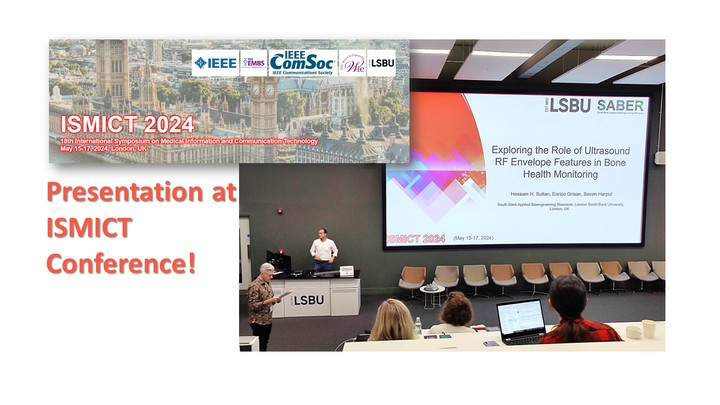 IEEE
EMBS
IEEE
ComSoc
IEEE Communications Society
WIE
LSBU
ISMICT 2024
18th International Symposium on Medical Information and Communication Technology
May 15-17, 2024, London, UK
Presentation at
ISMICT
Conference!
LSBU SABER
Exploring the Role of Ultrasound
RF Envelope Features in Bone
Health Monitoring
Hossam H. Sultan, Enrico Grisan, Sevan Harput
South Bank Applied Bioengineering Research, London South Bank University,
London, UK
ISMICT 2024 (May 15-17, 2024)
LSBU